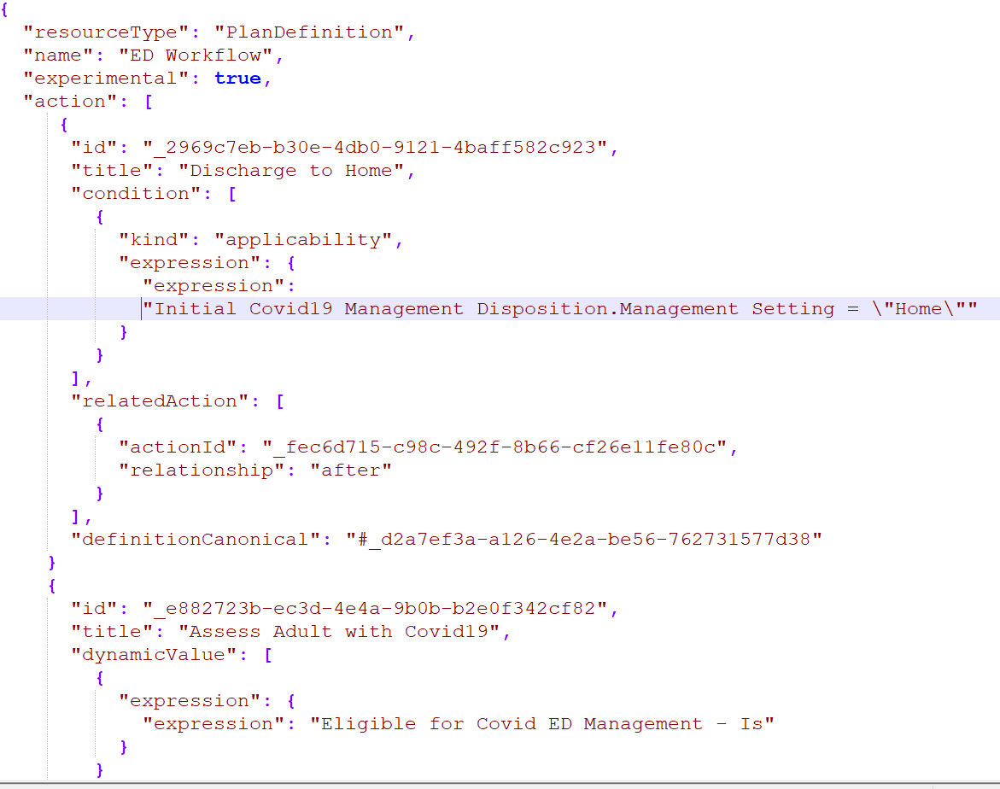 {
  "resourceType": "PlanDefinition",
  "name": "ED Workflow",
  "experimental": true,
  "action": [
     {
      "id": "_2969c7eb-b30e-4db0-9121-4baff582c923",
      "title": "Discharge to Home",
      "condition": [
        {
          "kind": "applicability",
          "expression": {
            "expression":
            "Initial Covid19 Management Disposition.Management Setting = \"Home\""
          }
        }
      ],
      "relatedAction": [
        {
          "actionId": "_fec6d715-c98c-492f-8b66-cf26e11fe80c",
          "relationship": "after"
        }
      ],
      "definitionCanonical": "#_d2a7ef3a-a126-4e2a-be56-762731577d38"
    }
    {
      "id": "_e882723b-ec3d-4e4a-9b0b-b2e0f342cf82",
      "title": "Assess Adult with Covid19",
      "dynamicValue": [
        {
          "expression": {
            "expression": "Eligible for Covid ED Management - Is"
          }
        }